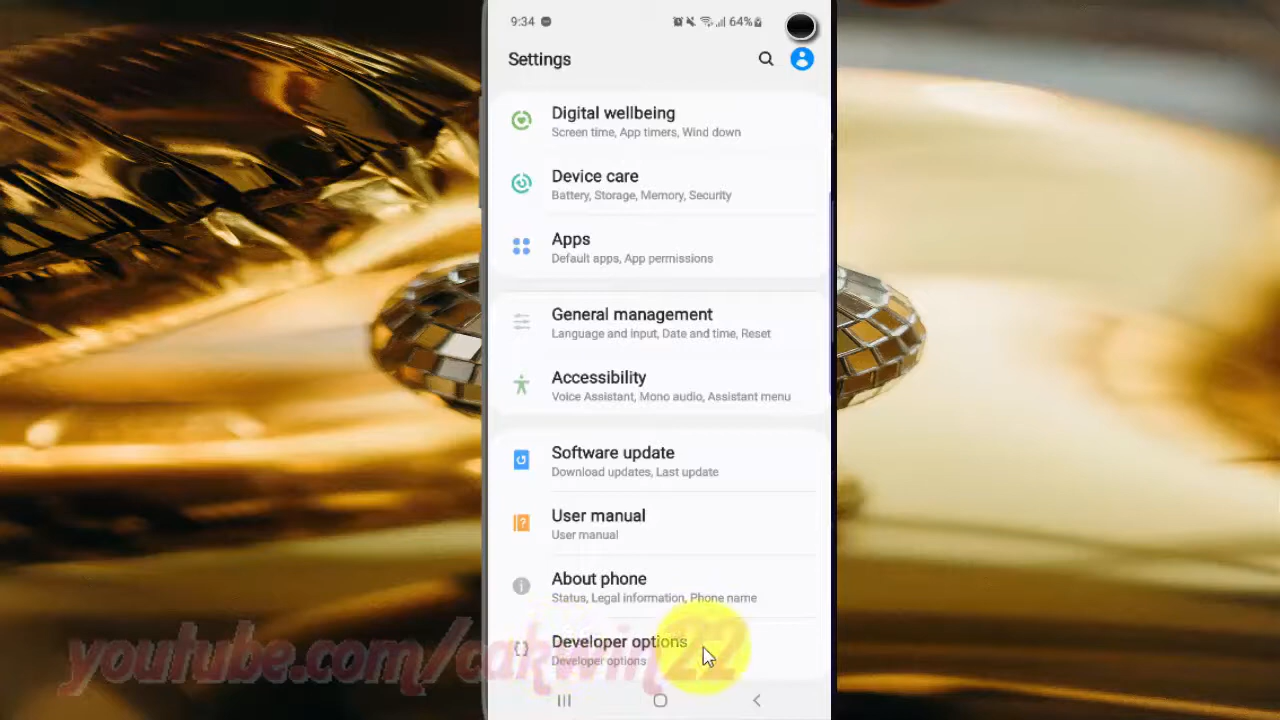 9:34 64%
Settings
Digital wellbeing
Screen time, App timers, Wind down
Device care
Battery, Storage, Memory, Security
Apps
Default apps, App permissions
General management
Language and input, Date and time, Reset
Accessibility
Voice Assistant, Mono audio, Assistant menu
Software update
Download updates, Last update
User manual
User manual
About phone
Status, Legal information, Phone name
Developer options
Developer options
youtube.com/cakwin22